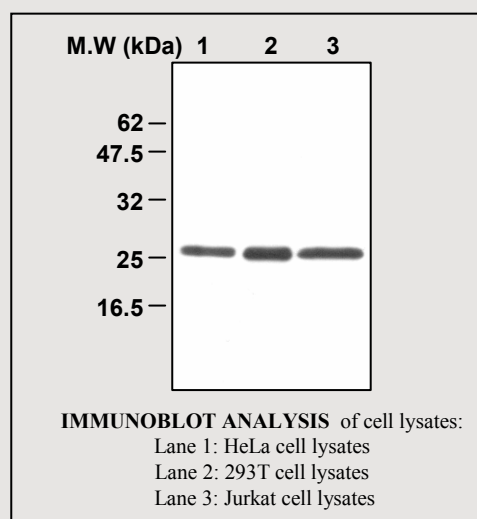 M.W (kDa) 1 2 3
62
47.5
32
25
16.5
IMMUNOBLOT ANALYSIS of cell lysates:
Lane 1: HeLa cell lysates
Lane 2: 293T cell lysates
Lane 3: Jurkat cell lysates